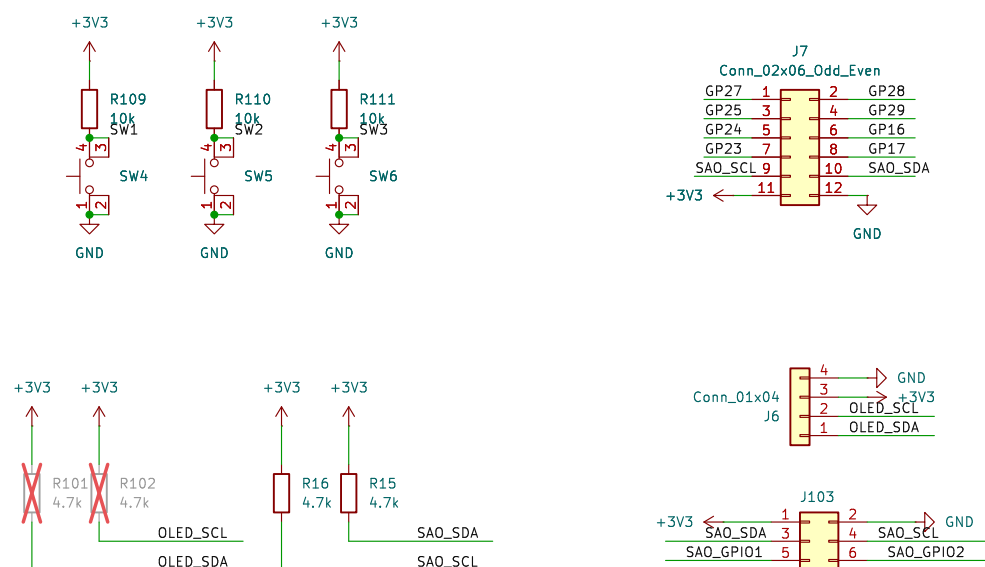 +3V3 +3V3 +3V3
R109 R110 R111
10k 10k 10k
SW1 SW2 SW3
4 3 4 3 4 3
SW4 SW5 SW6
1 2 1 2 1 2
GND GND GND
J7
Conn_02x06_Odd_Even
GP27 1 2 GP28
GP25 3 4 GP29
GP24 5 6 GP16
GP23 7 8 GP17
SAO_SCL 9 10 SAO_SDA
+3V3 11 12
GND
+3V3 +3V3 +3V3 +3V3
R101 R102 R16 R15
4.7k 4.7k 4.7k 4.7k
OLED_SCL SAO_SDA
OLED_SDA SAO_SCL
4 GND
Conn_01x04 3 +3V3
J6 2 OLED_SCL
1 OLED_SDA
J103
+3V3 1 2 GND
SAO_SDA 3 4 SAO_SCL
SAO_GPIO1 5 6 SAO_GPIO2